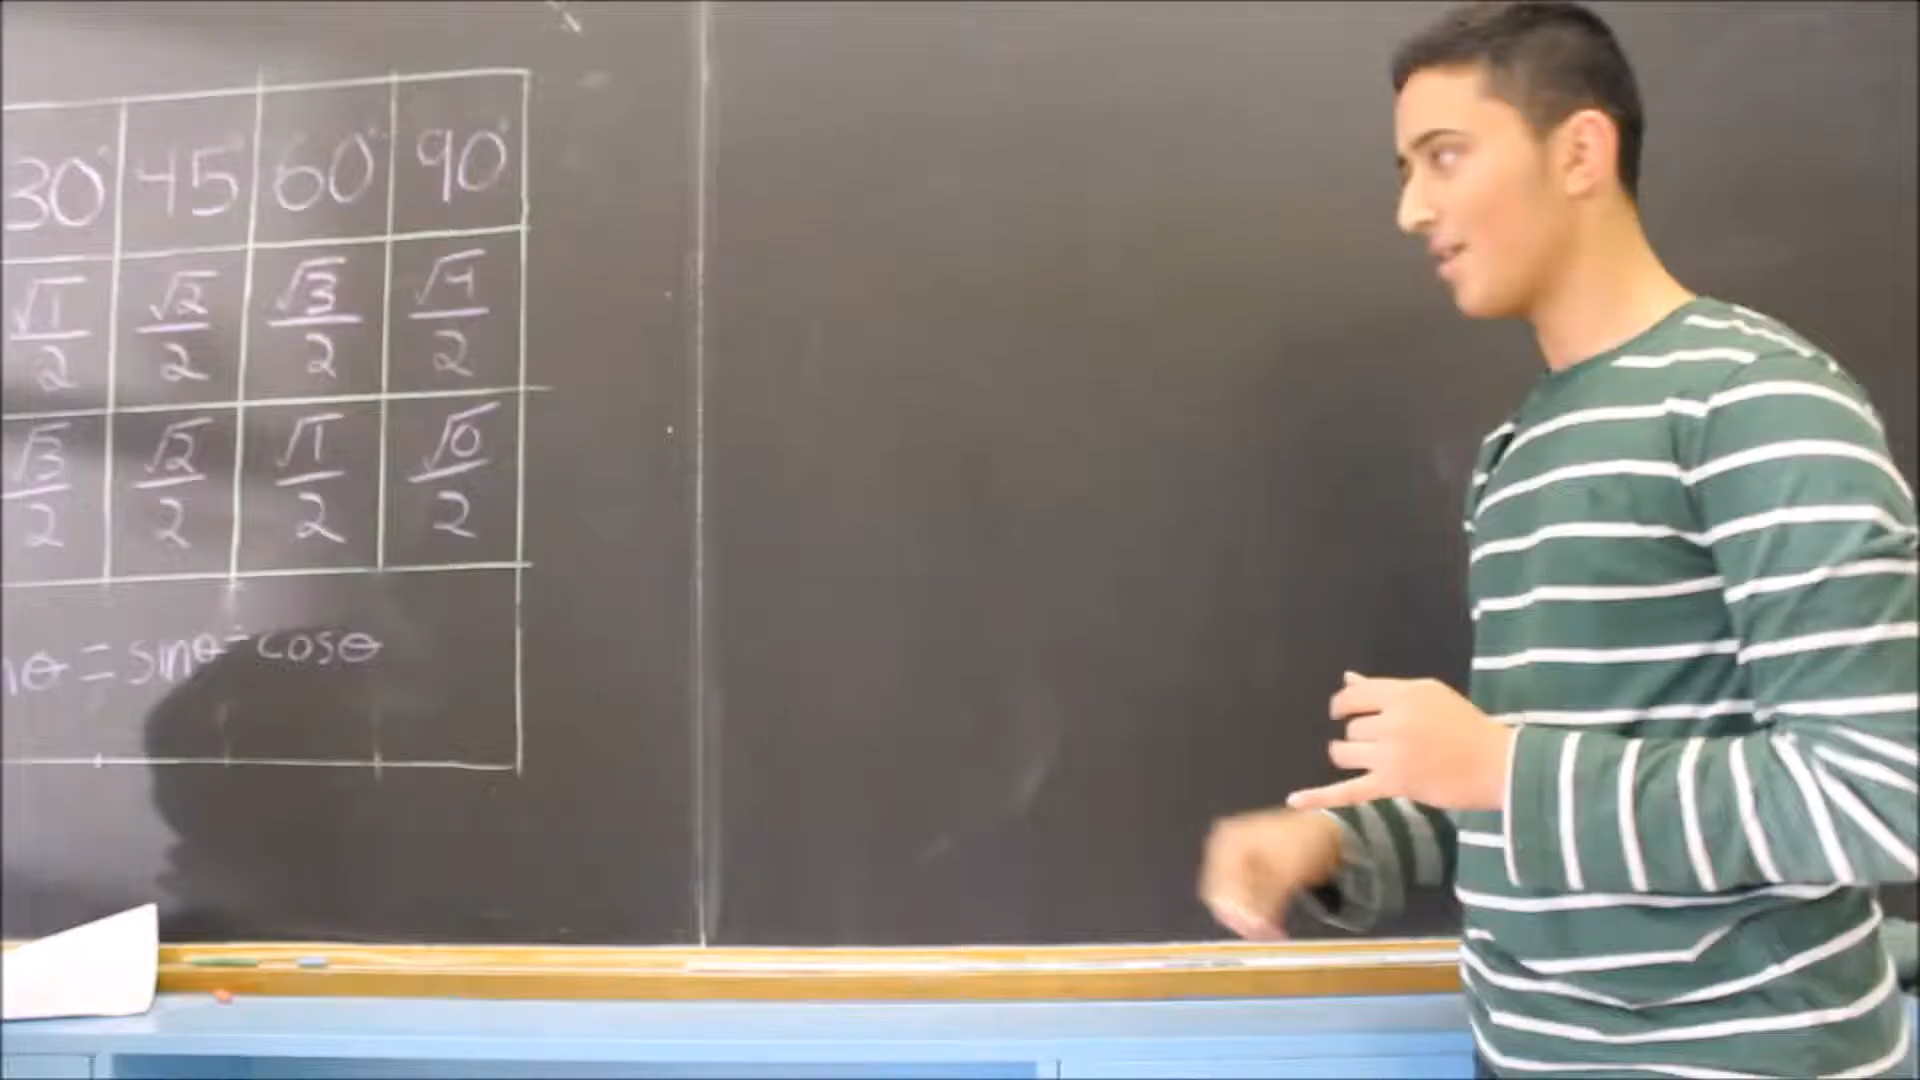 30° 45 60° 90°
√1/2 √2/2 √3/2 √4/2
√3/2 √2/2 √1/2 √0/2
nθ = sinθ ÷ cosθ